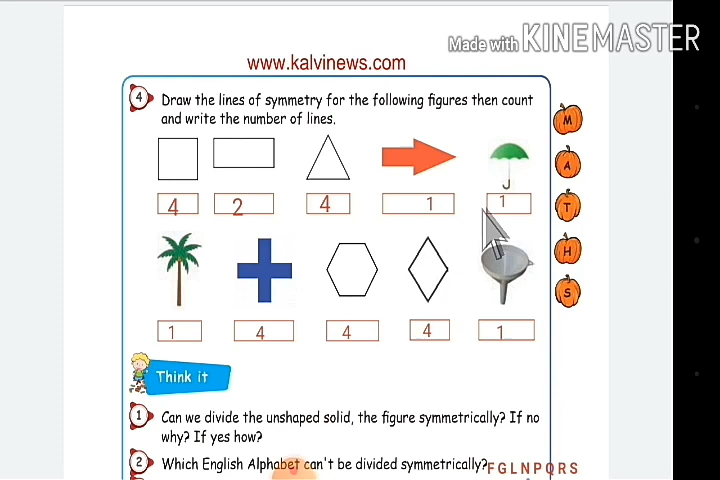 Made with KINEMASTER
www.kalvinews.com
4 Draw the lines of symmetry for the following figures then count
and write the number of lines.
4 2 4 1 1
1 4 4 4 1
Think it
1 Can we divide the unshaped solid, the figure symmetrically? If no
why? If yes how?
2 Which English Alphabet can't be divided symmetrically? F G L N P Q R S
M
A
T
H
S